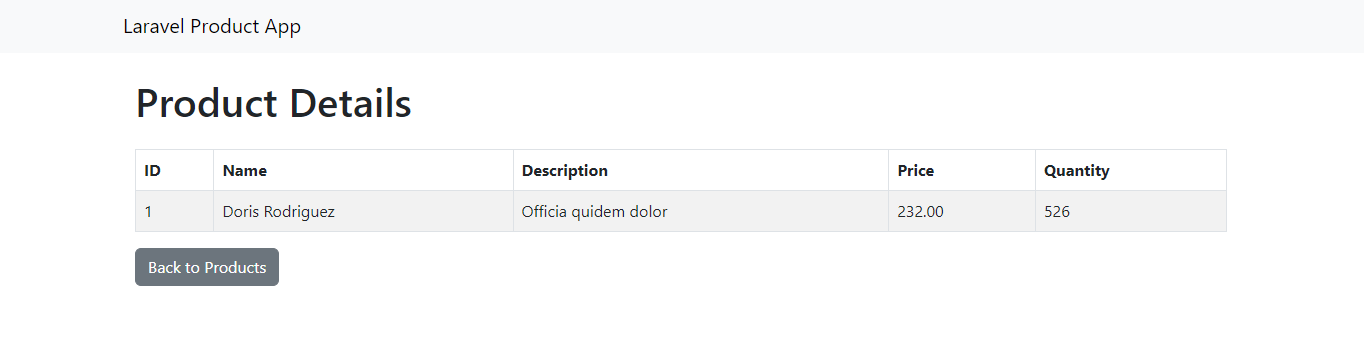 Laravel Product App
Product Details
ID Name Description Price Quantity
1 Doris Rodriguez Officia quidem dolor 232.00 526
Back to Products